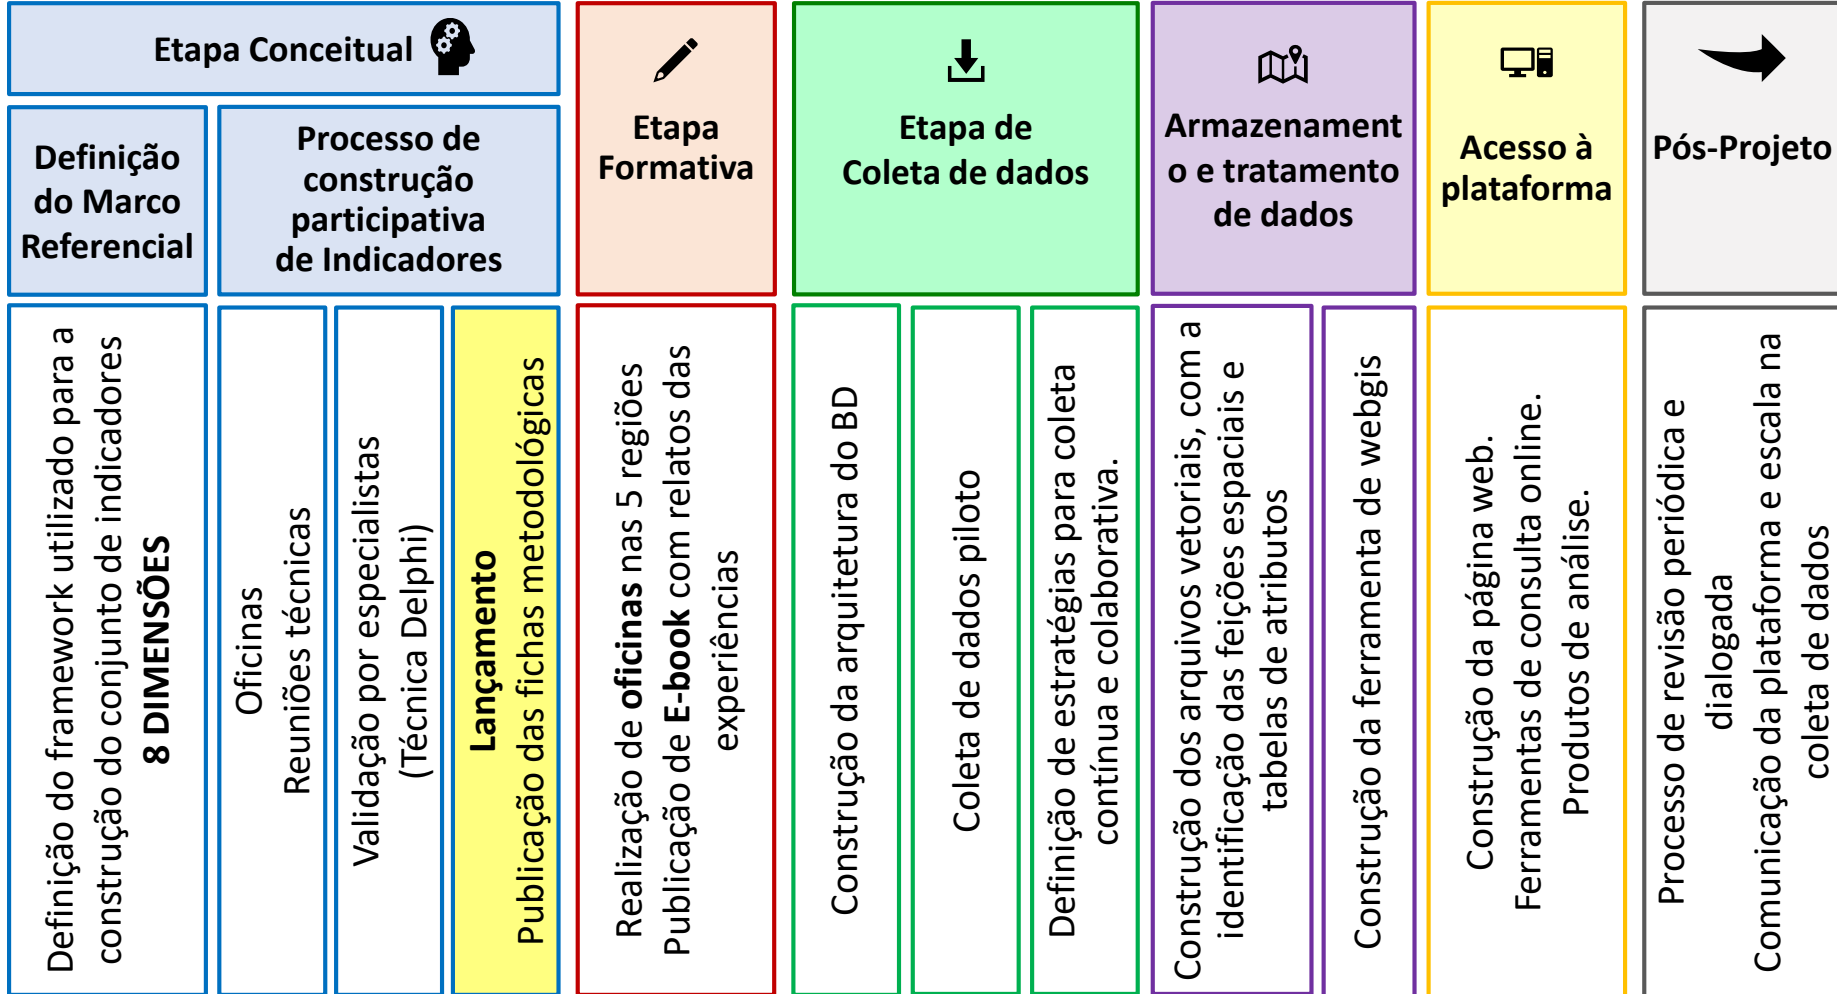 Etapa Conceitual
Definição
do Marco
Referencial
Processo de
construção
participativa
de Indicadores
Etapa
Formativa
Etapa de
Coleta de dados
Armazenament
o e tratamento
de dados
Acesso à
plataforma
Pós-Projeto
Definição do framework utilizado para a
construção do conjunto de indicadores
8 DIMENSÕES
Oficinas
Reuniões técnicas
Validação por especialistas
(Técnica Delphi)
Lançamento
Publicação das fichas metodológicas
Realização de oficinas nas 5 regiões
Publicação de E-book com relatos das
experiências
Construção da arquitetura do BD
Coleta de dados piloto
Definição de estratégias para coleta
contínua e colaborativa.
Construção dos arquivos vetoriais, com a
identificação das feições espaciais e
tabelas de atributos
Construção da ferramenta de webgis
Construção da página web.
Ferramentas de consulta online.
Produtos de análise.
Processo de revisão periódica e
dialogada
Comunicação da plataforma e escala na
coleta de dados